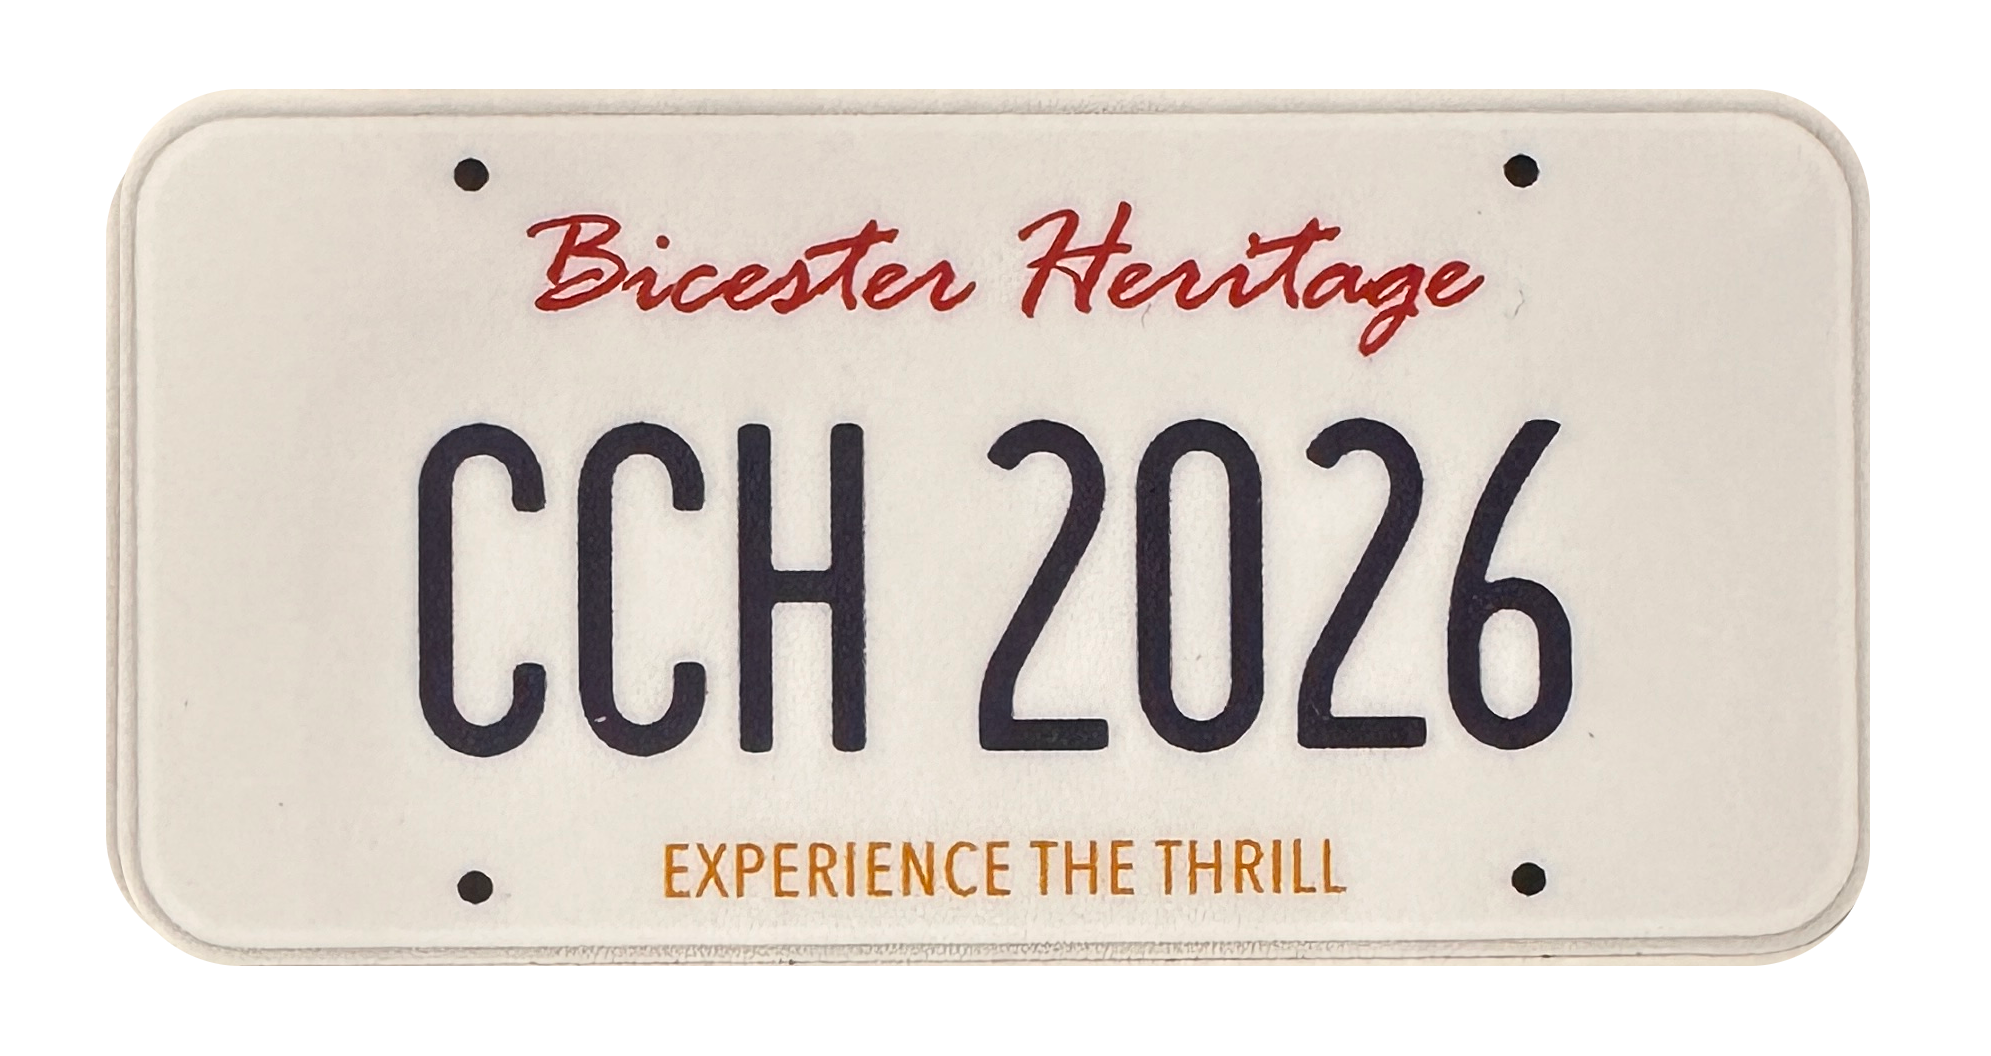 Bicester Heritage
CCH 2026
EXPERIENCE THE THRILL